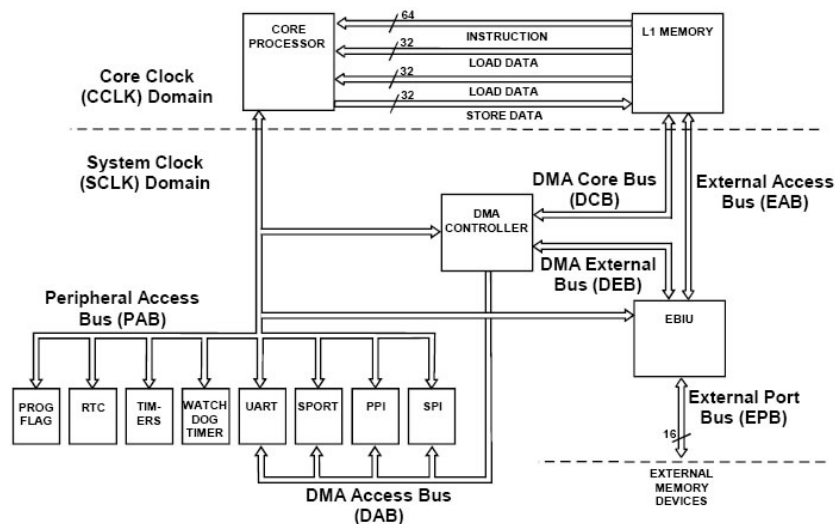 CORE
PROCESSOR
64
INSTRUCTION
32
LOAD DATA
32
LOAD DATA
32
STORE DATA
L1 MEMORY
Core Clock
(CCLK) Domain
System Clock
(SCLK) Domain
DMA
CONTROLLER
DMA Core Bus
(DCB)
External Access
Bus (EAB)
DMA External
Bus (DEB)
Peripheral Access
Bus (PAB)
EBIU
PROG
FLAG
RTC
TIM-
ERS
WATCH
DOG
TIMER
UART
SPORT
PPI
SPI
External Port
Bus (EPB)
16
DMA Access Bus
(DAB)
EXTERNAL
MEMORY
DEVICES